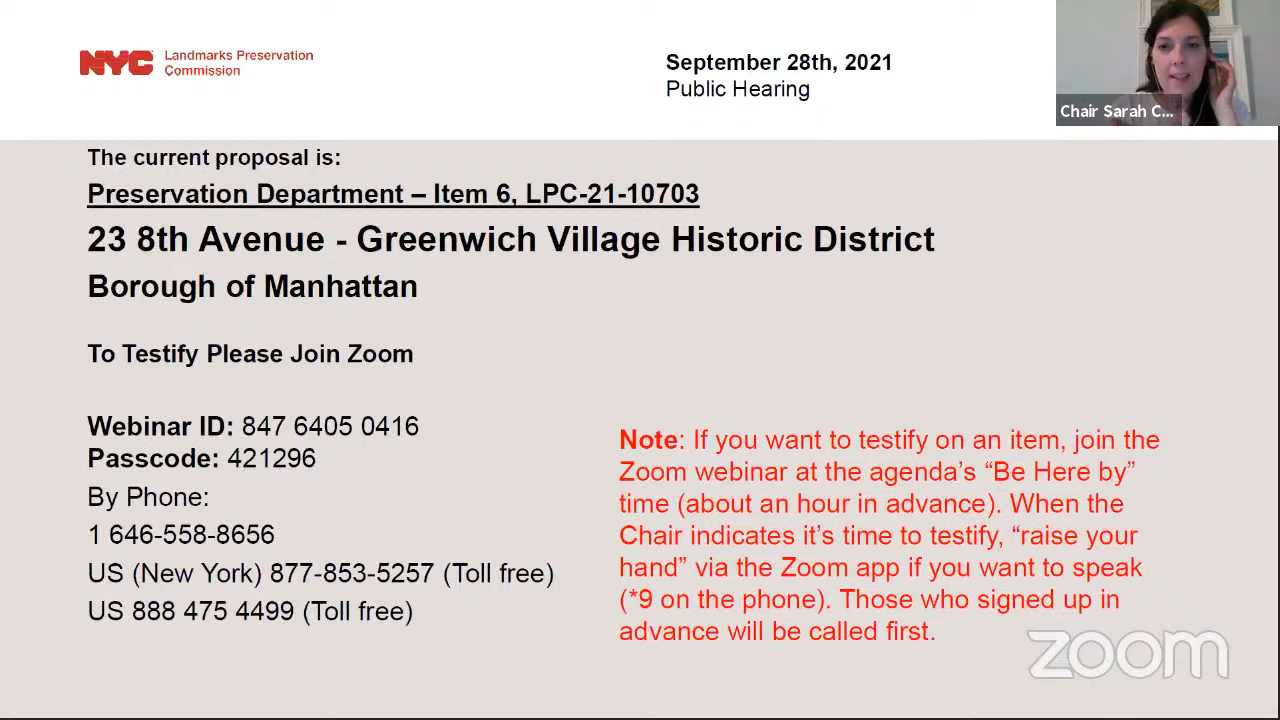 NYC Landmarks Preservation
Commission
September 28th, 2021
Public Hearing
Chair Sarah C...
The current proposal is:
Preservation Department – Item 6, LPC-21-10703
23 8th Avenue - Greenwich Village Historic District
Borough of Manhattan
To Testify Please Join Zoom
Webinar ID: 847 6405 0416
Passcode: 421296
By Phone:
1 646-558-8656
US (New York) 877-853-5257 (Toll free)
US 888 475 4499 (Toll free)
Note: If you want to testify on an item, join the
Zoom webinar at the agenda’s “Be Here by”
time (about an hour in advance). When the
Chair indicates it’s time to testify, “raise your
hand” via the Zoom app if you want to speak
(*9 on the phone). Those who signed up in
advance will be called first.
zoom